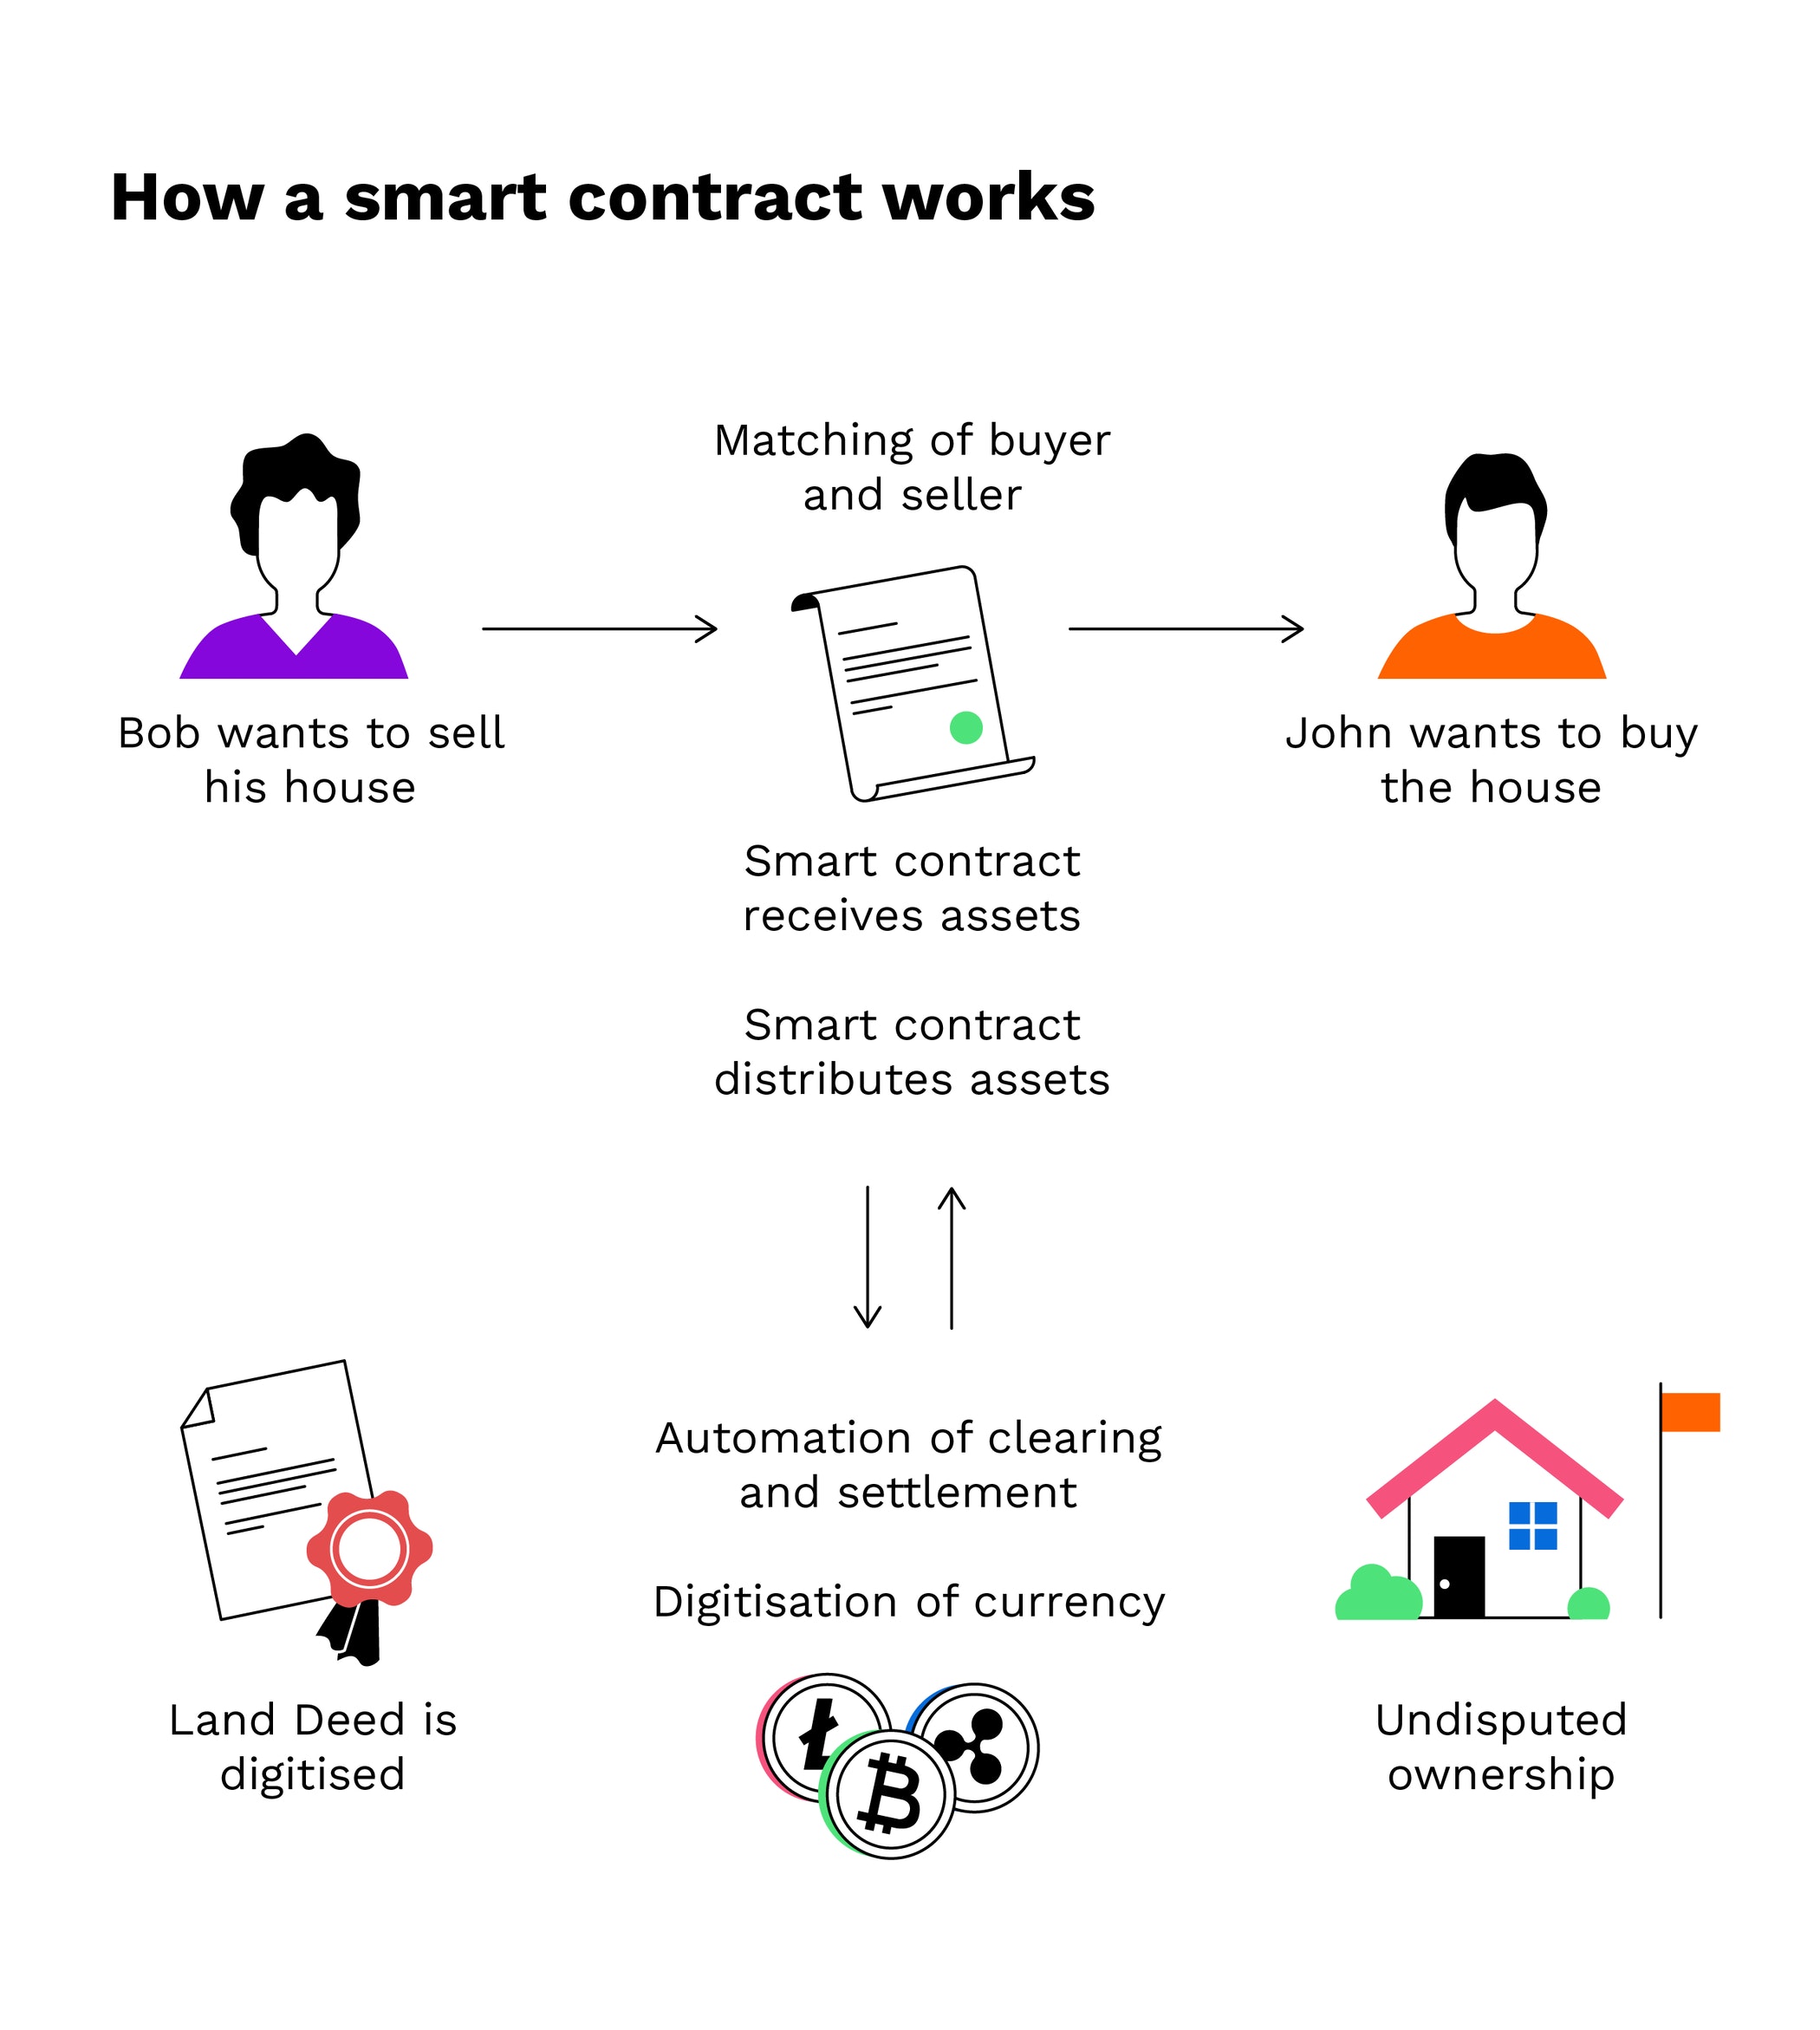 How a smart contract works
Matching of buyer
and seller
Bob wants to sell
his house
John wants to buy
the house
Smart contract
receives assets
Smart contract
distributes assets
Automation of clearing
and settlement
Digitisation of currency
Land Deed is
digitised
Undisputed
ownership